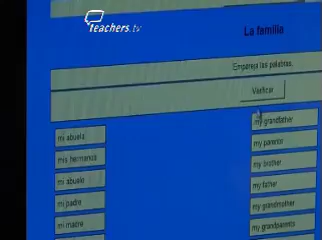 teachers.tv
La familia
Empareja las palabras.
Verificar
mi abuela
mis hermanos
mi abuelo
mi padre
mi madre
my grandfather
my parents
my brother
my father
my grandmother
my grandparents